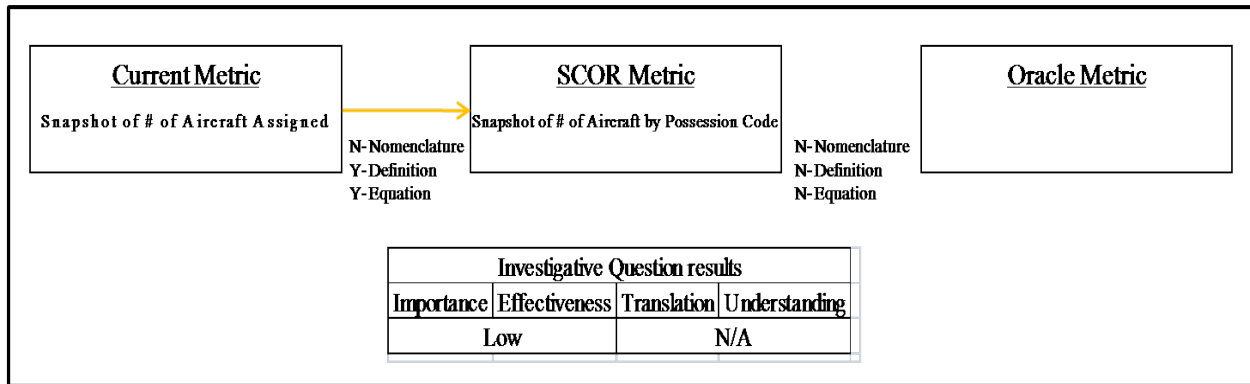 Current Metric
Snapshot of # of Aircraft Assigned
N-Nomenclature
Y-Definition
Y-Equation
SCOR Metric
Snapshot of # of Aircraft by Possession Code
N-Nomenclature
N-Definition
N-Equation
Oracle Metric
Investigative Question results
Importance Effectiveness Translation Understanding
Low N/A